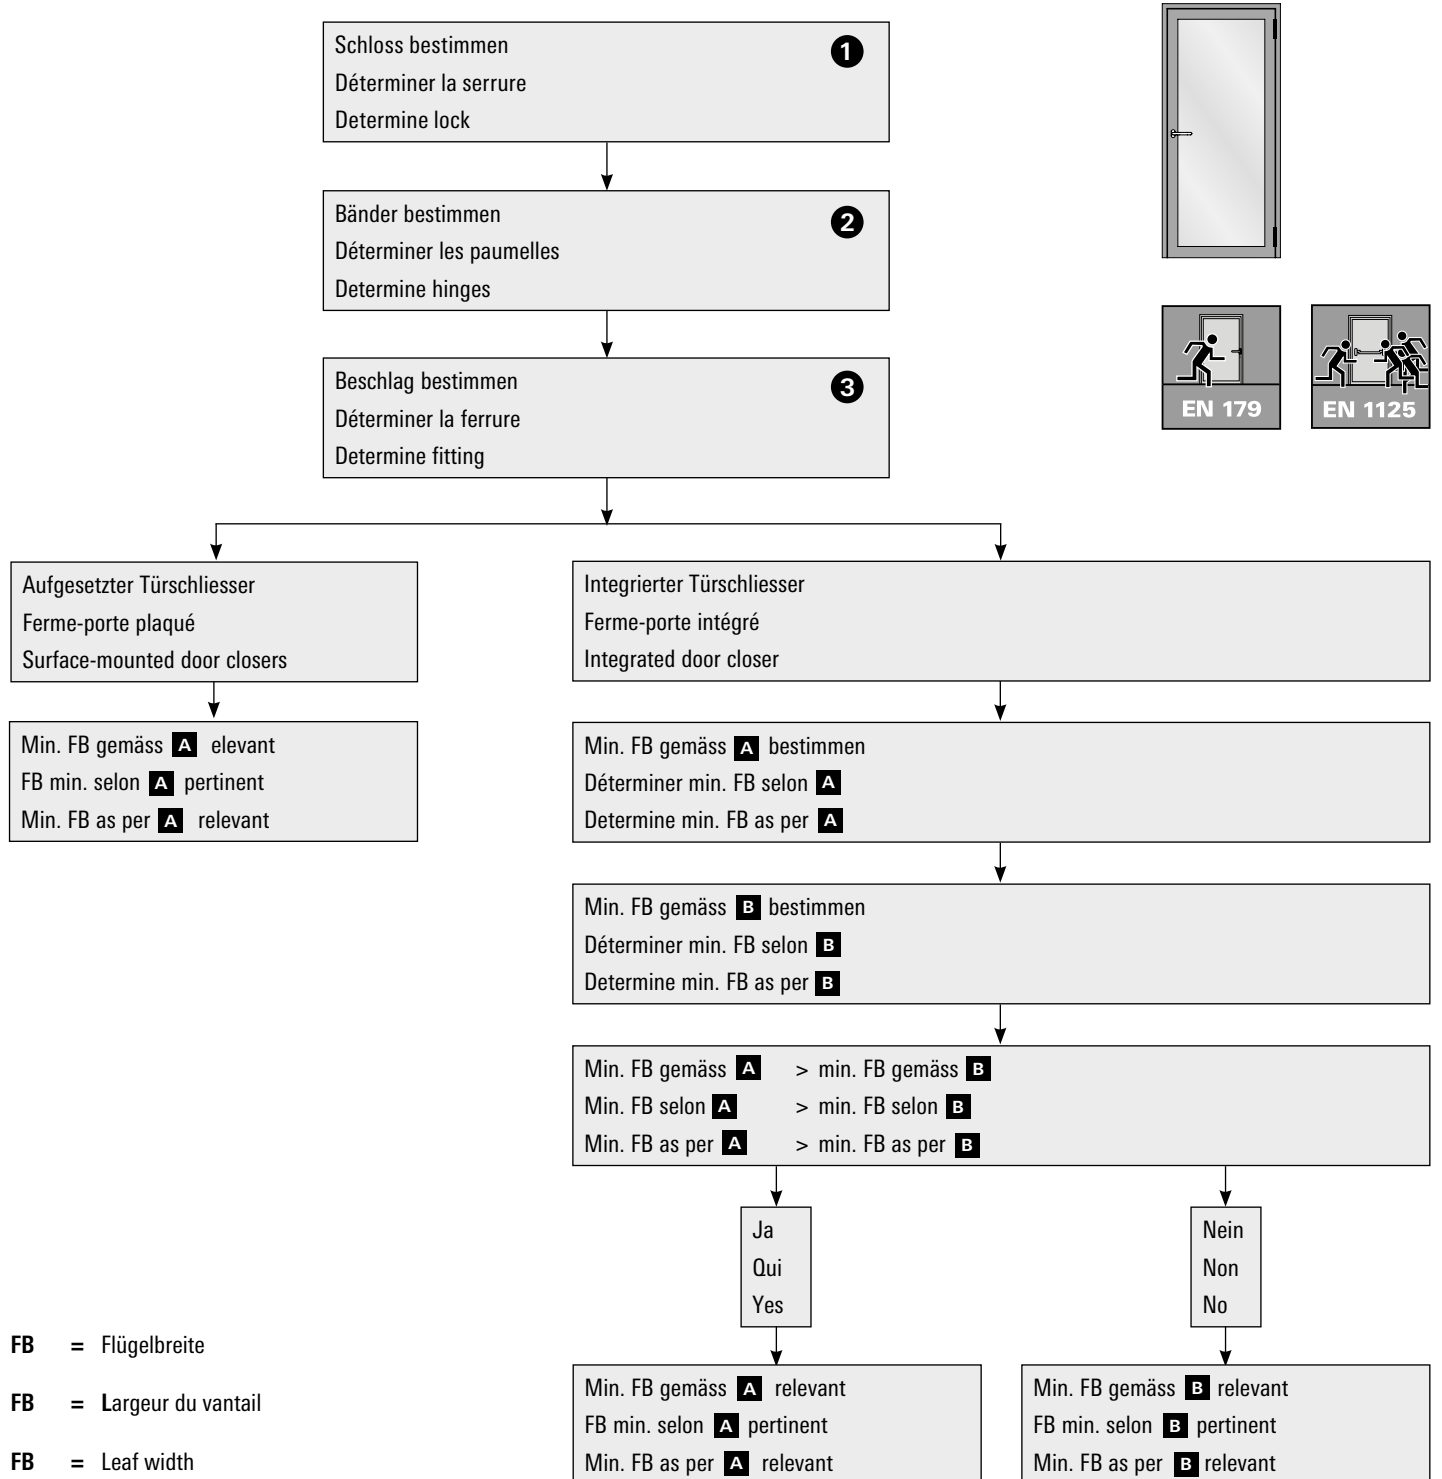 Schloss bestimmen 1
Déterminer la serrure
Determine lock
Bänder bestimmen 2
Déterminer les paumelles
Determine hinges
EN 179
EN 1125
Beschlag bestimmen 3
Déterminer la ferrure
Determine fitting
Aufgesetzter Türschliesser
Ferme-porte plaqué
Surface-mounted door closers
Integrierter Türschliesser
Ferme-porte intégré
Integrated door closer
Min. FB gemäss A elevant
FB min. selon A pertinent
Min. FB as per A relevant
Min. FB gemäss A bestimmen
Déterminer min. FB selon A
Determine min. FB as per A
Min. FB gemäss B bestimmen
Déterminer min. FB selon B
Determine min. FB as per B
Min. FB gemäss A > min. FB gemäss B
Min. FB selon A > min. FB selon B
Min. FB as per A > min. FB as per B
Ja
Qui
Yes
Nein
Non
No
Min. FB gemäss A relevant
FB min. selon A pertinent
Min. FB as per A relevant
Min. FB gemäss B relevant
FB min. selon B pertinent
Min. FB as per B relevant
FB = Flügelbreite
FB = Largeur du vantail
FB = Leaf width